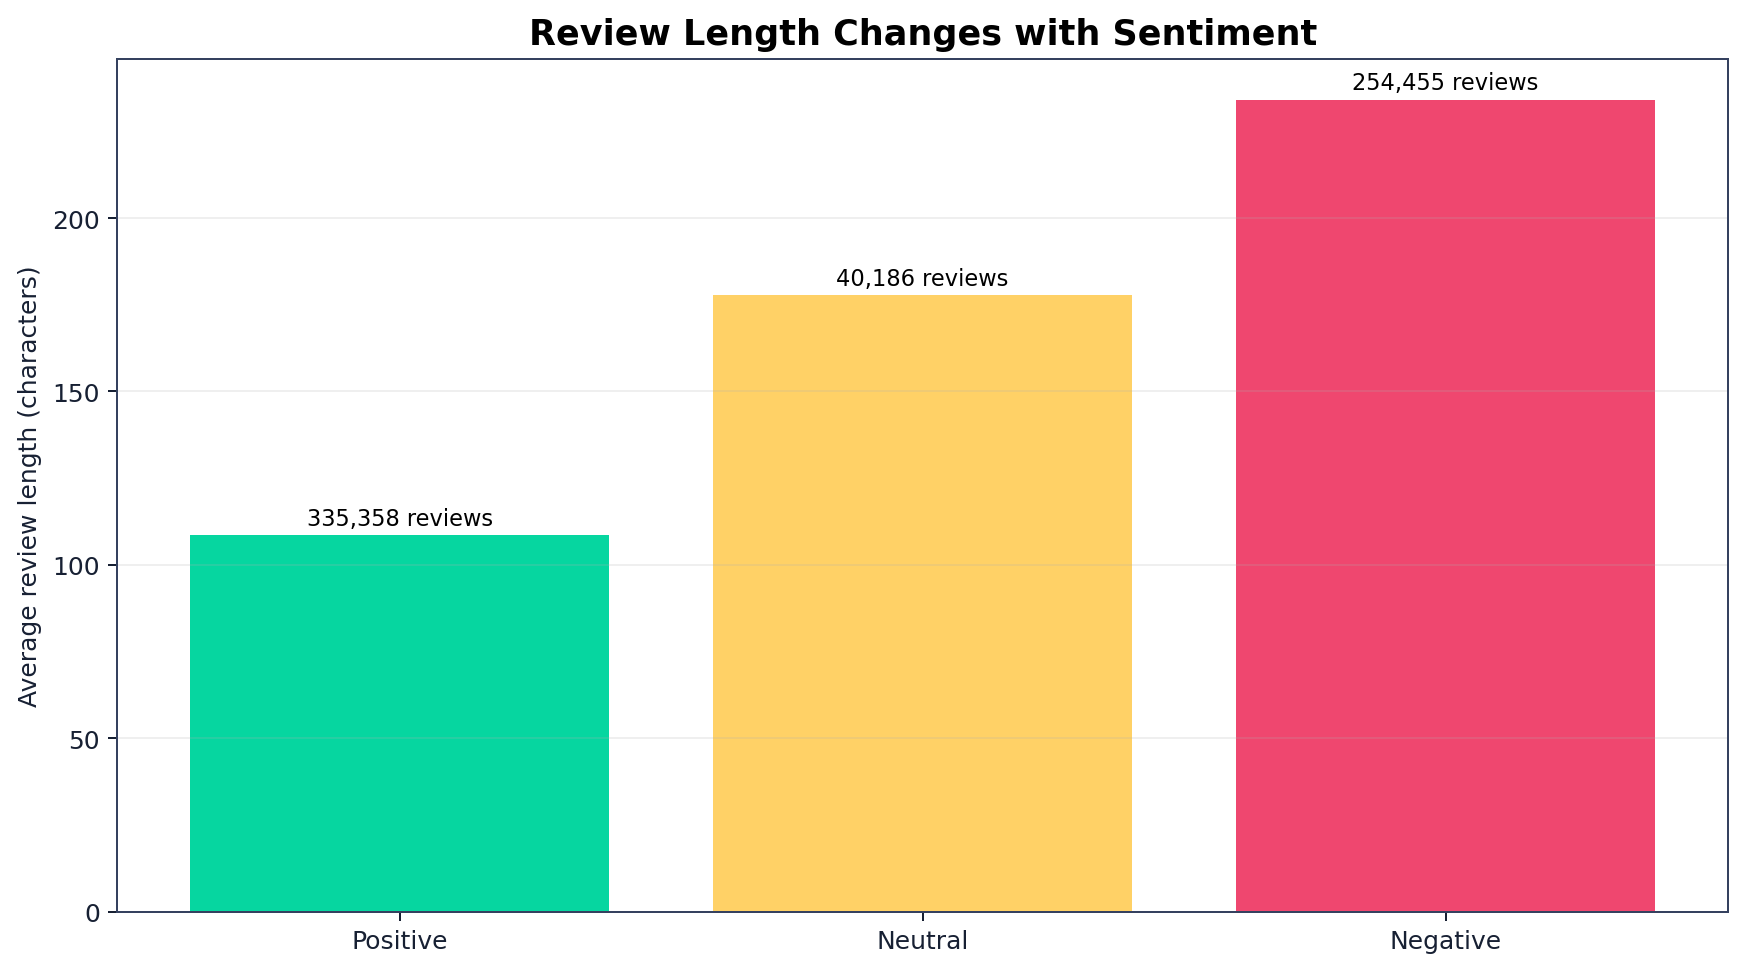 Review Length Changes with Sentiment
254,455 reviews
200
40,186 reviews
Average review length (characters)
150
335,358 reviews
100
50
0
Positive
Neutral
Negative